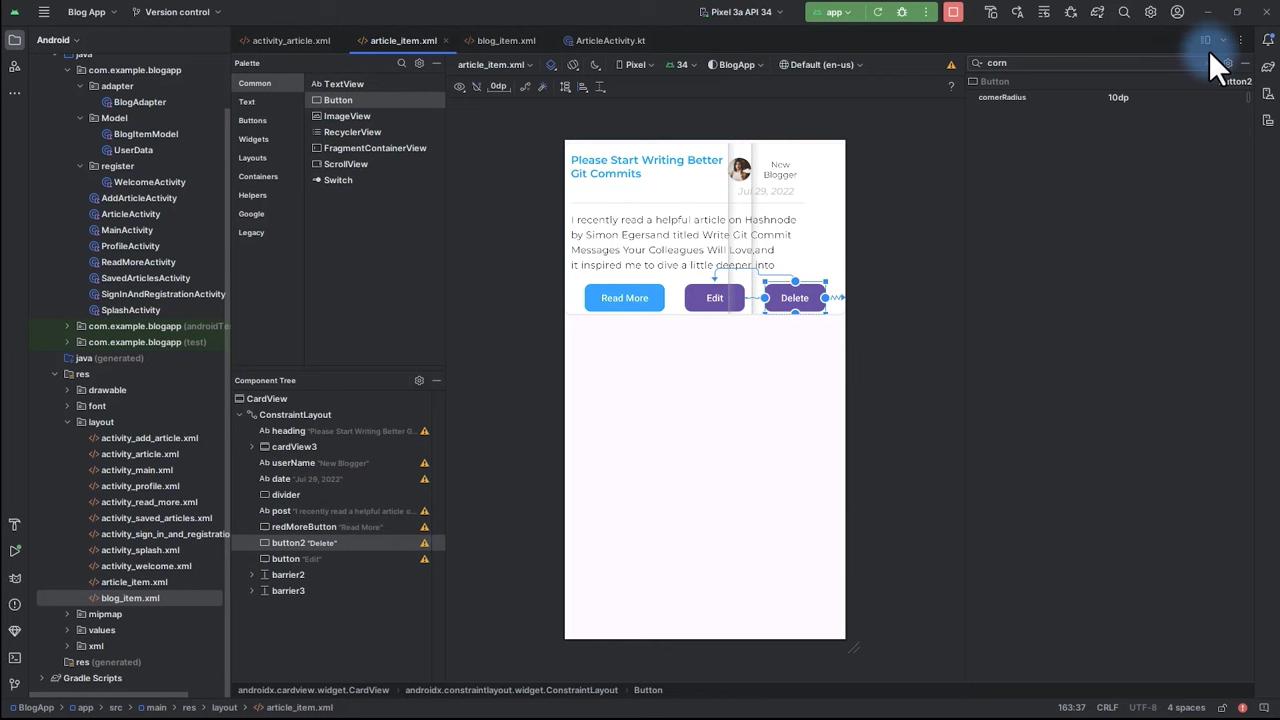 Blog App
Version control
Pixel 3a API 34
app
Android
activity_article.xml
article_item.xml
blog_item.xml
ArticleActivity.kt
java
com.example.blogapp
adapter
BlogAdapter
Model
BlogItemModel
UserData
register
WelcomeActivity
AddArticleActivity
ArticleActivity
MainActivity
ProfileActivity
ReadMoreActivity
SavedArticlesActivity
SignInAndRegistrationActivity
SplashActivity
com.example.blogapp (androidTe
com.example.blogapp (test)
java (generated)
res
drawable
font
layout
activity_add_article.xml
activity_article.xml
activity_main.xml
activity_profile.xml
activity_read_more.xml
activity_saved_articles.xml
activity_sign_in_and_registratio
activity_splash.xml
activity_welcome.xml
article_item.xml
blog_item.xml
mipmap
values
xml
res (generated)
Gradle Scripts
Palette
Common
Text
Buttons
Widgets
Layouts
Containers
Helpers
Google
Legacy
TextView
Button
ImageView
RecyclerView
FragmentContainerView
ScrollView
Switch
Component Tree
CardView
ConstraintLayout
Ab heading "Please Start Writing Better G...
cardView3
Ab userName "New Blogger"
Ab date "Jul 29, 2022"
divider
Ab post "I recently read a helpful article c...
redMoreButton "Read More"
button2 "Delete"
button "Edit"
barrier2
barrier3
article_item.xml
Pixel
34
BlogApp
Default (en-us)
0dp
?
Please Start Writing Better
Git Commits
New
Blogger
Jul 29, 2022
I recently read a helpful article on Hashnode
by Simon Egersand titled Write Git Commit
Messages Your Colleagues Will Love,and
it inspired me to dive a little deeper into
Read More
Edit
Delete
corn
Button
utton2
cornerRadius
10dp
androidx.cardview.widget.CardView
androidx.constraintlayout.widget.ConstraintLayout
Button
BlogApp
app
src
main
res
layout
article_item.xml
163:37
CRLF
UTF-8
4 spaces